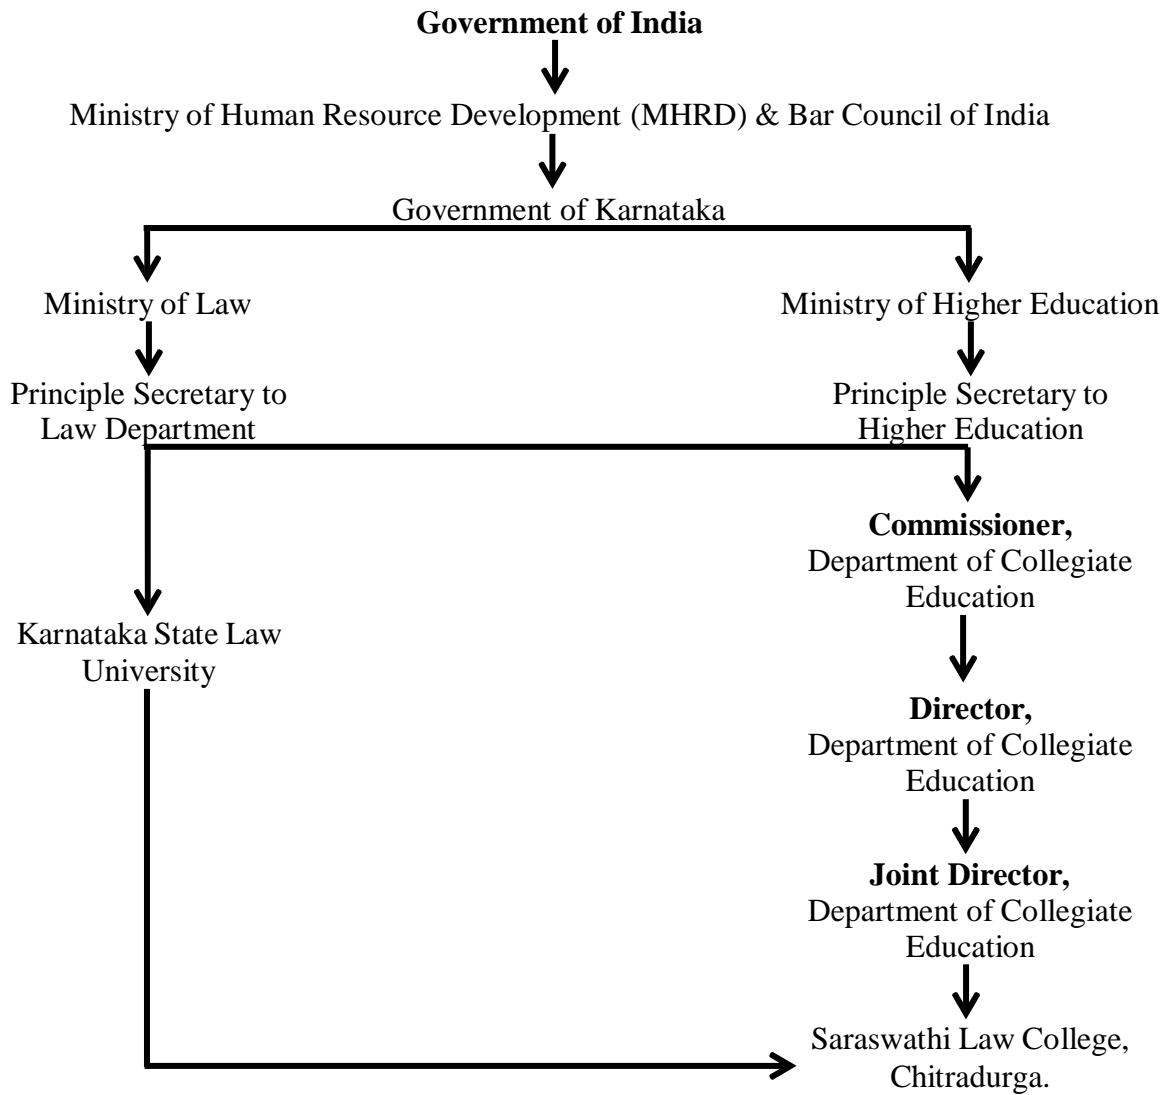 Government of India
Ministry of Human Resource Development (MHRD) & Bar Council of India
Government of Karnataka
Ministry of Law
Ministry of Higher Education
Principle Secretary to
Law Department
Principle Secretary to
Higher Education
Commissioner,
Department of Collegiate
Education
Karnataka State Law
University
Director,
Department of Collegiate
Education
Joint Director,
Department of Collegiate
Education
Saraswathi Law College,
Chitradurga.